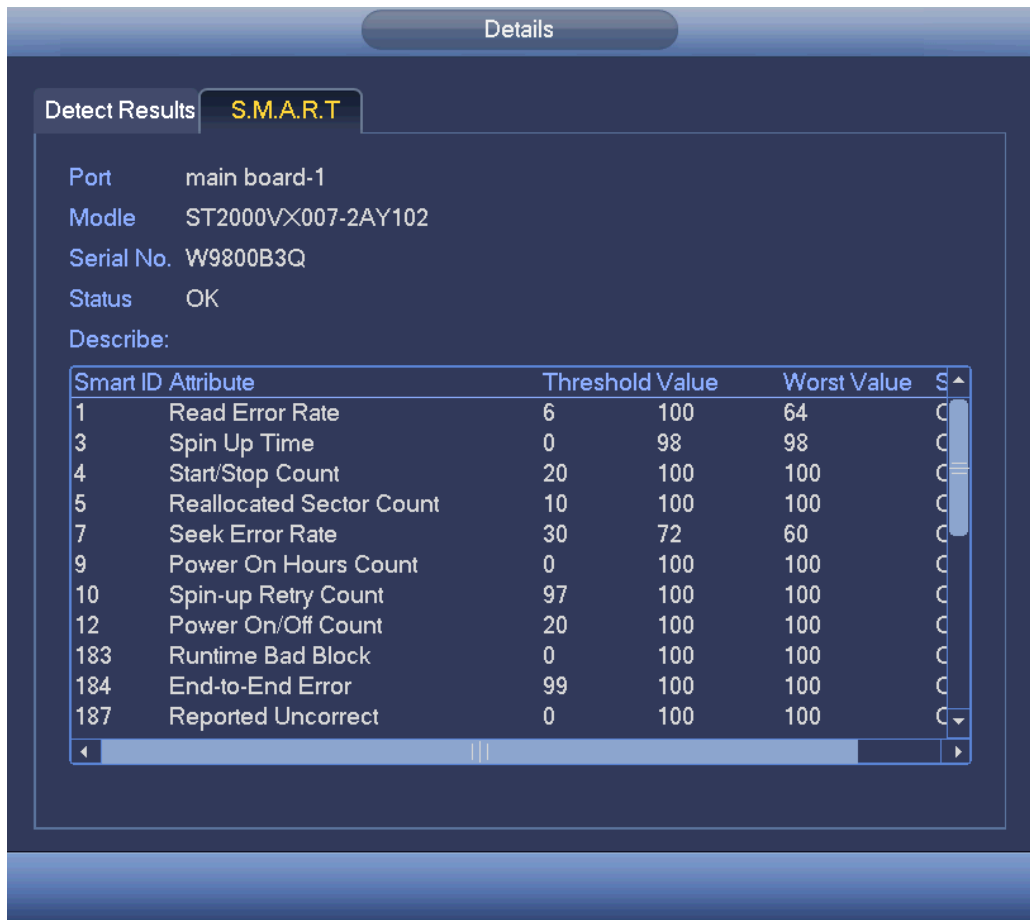 Details
Detect Results S.M.A.R.T
Port main board-1
Modle ST2000VX007-2AY102
Serial No. W9800B3Q
Status OK
Describe:
Smart ID Attribute Threshold Value Worst Value S
1 Read Error Rate 6 100 64
3 Spin Up Time 0 98 98
4 Start/Stop Count 20 100 100
5 Reallocated Sector Count 10 100 100
7 Seek Error Rate 30 72 60
9 Power On Hours Count 0 100 100
10 Spin-up Retry Count 97 100 100
12 Power On/Off Count 20 100 100
183 Runtime Bad Block 0 100 100
184 End-to-End Error 99 100 100
187 Reported Uncorrect 0 100 100